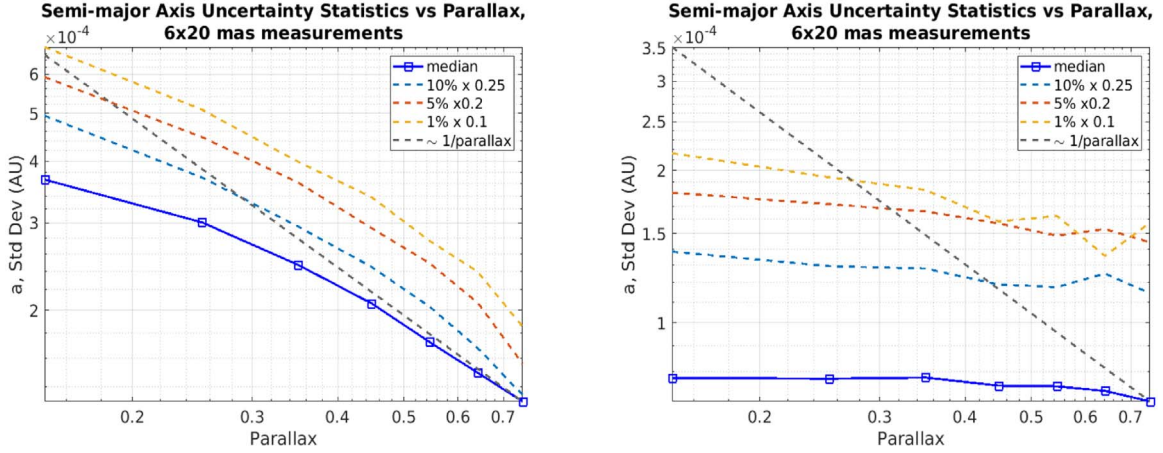 Semi-major Axis Uncertainty Statistics vs Parallax,
6x20 mas measurements
×10⁻⁴
6
5
4
3
2
a, Std Dev (AU)
median
10% x 0.25
5% x0.2
1% x 0.1
~ 1/parallax
0.2 0.3 0.4 0.5 0.6 0.7
Parallax
Semi-major Axis Uncertainty Statistics vs Parallax,
6x20 mas measurements
×10⁻⁴
3.5
3
2.5
2
1.5
1
a, Std Dev (AU)
median
10% x 0.25
5% x0.2
1% x 0.1
~ 1/parallax
0.2 0.3 0.4 0.5 0.6 0.7
Parallax